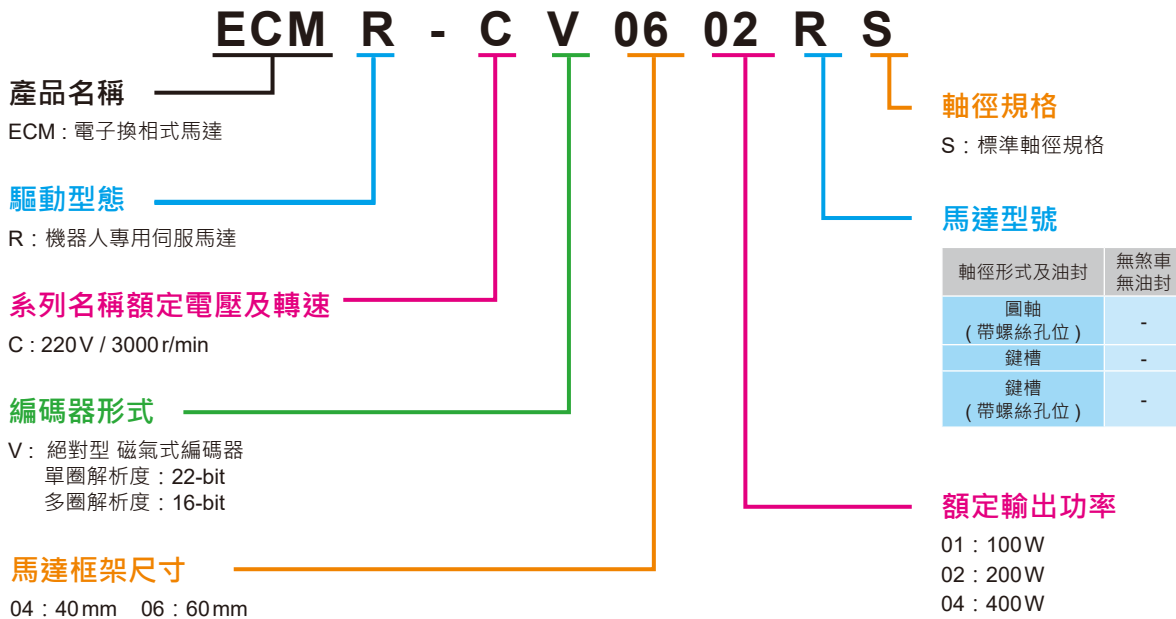 ECM R - C V 06 02 R S
產品名稱
ECM : 電子換相式馬達
驅動型態
R : 機器人專用伺服馬達
系列名稱額定電壓及轉速
C : 220V / 3000 r/min
編碼器形式
V : 絕對型 磁氣式編碼器
單圈解析度 : 22-bit
多圈解析度 : 16-bit
馬達框架尺寸
04 : 40 mm 06 : 60 mm
軸徑規格
S : 標準軸徑規格
馬達型號
軸徑形式及油封 無煞車
無油封
圓軸
( 帶螺絲孔位 ) -
鍵槽 -
鍵槽
( 帶螺絲孔位 ) -
額定輸出功率
01 : 100W
02 : 200W
04 : 400W